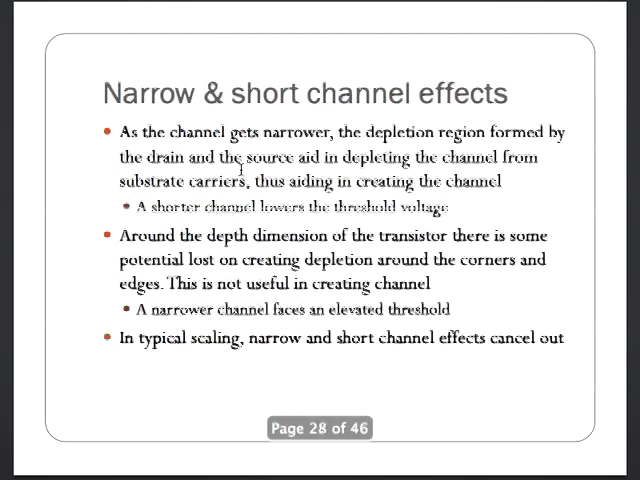 Narrow & short channel effects
As the channel gets narrower, the depletion region formed by
the drain and the source aid in depleting the channel from
substrate carriers, thus aiding in creating the channel
A shorter channel lowers the threshold voltage
Around the depth dimension of the transistor there is some
potential lost on creating depletion around the corners and
edges. This is not useful in creating channel
A narrower channel faces an elevated threshold
In typical scaling, narrow and short channel effects cancel out
Page 28 of 46